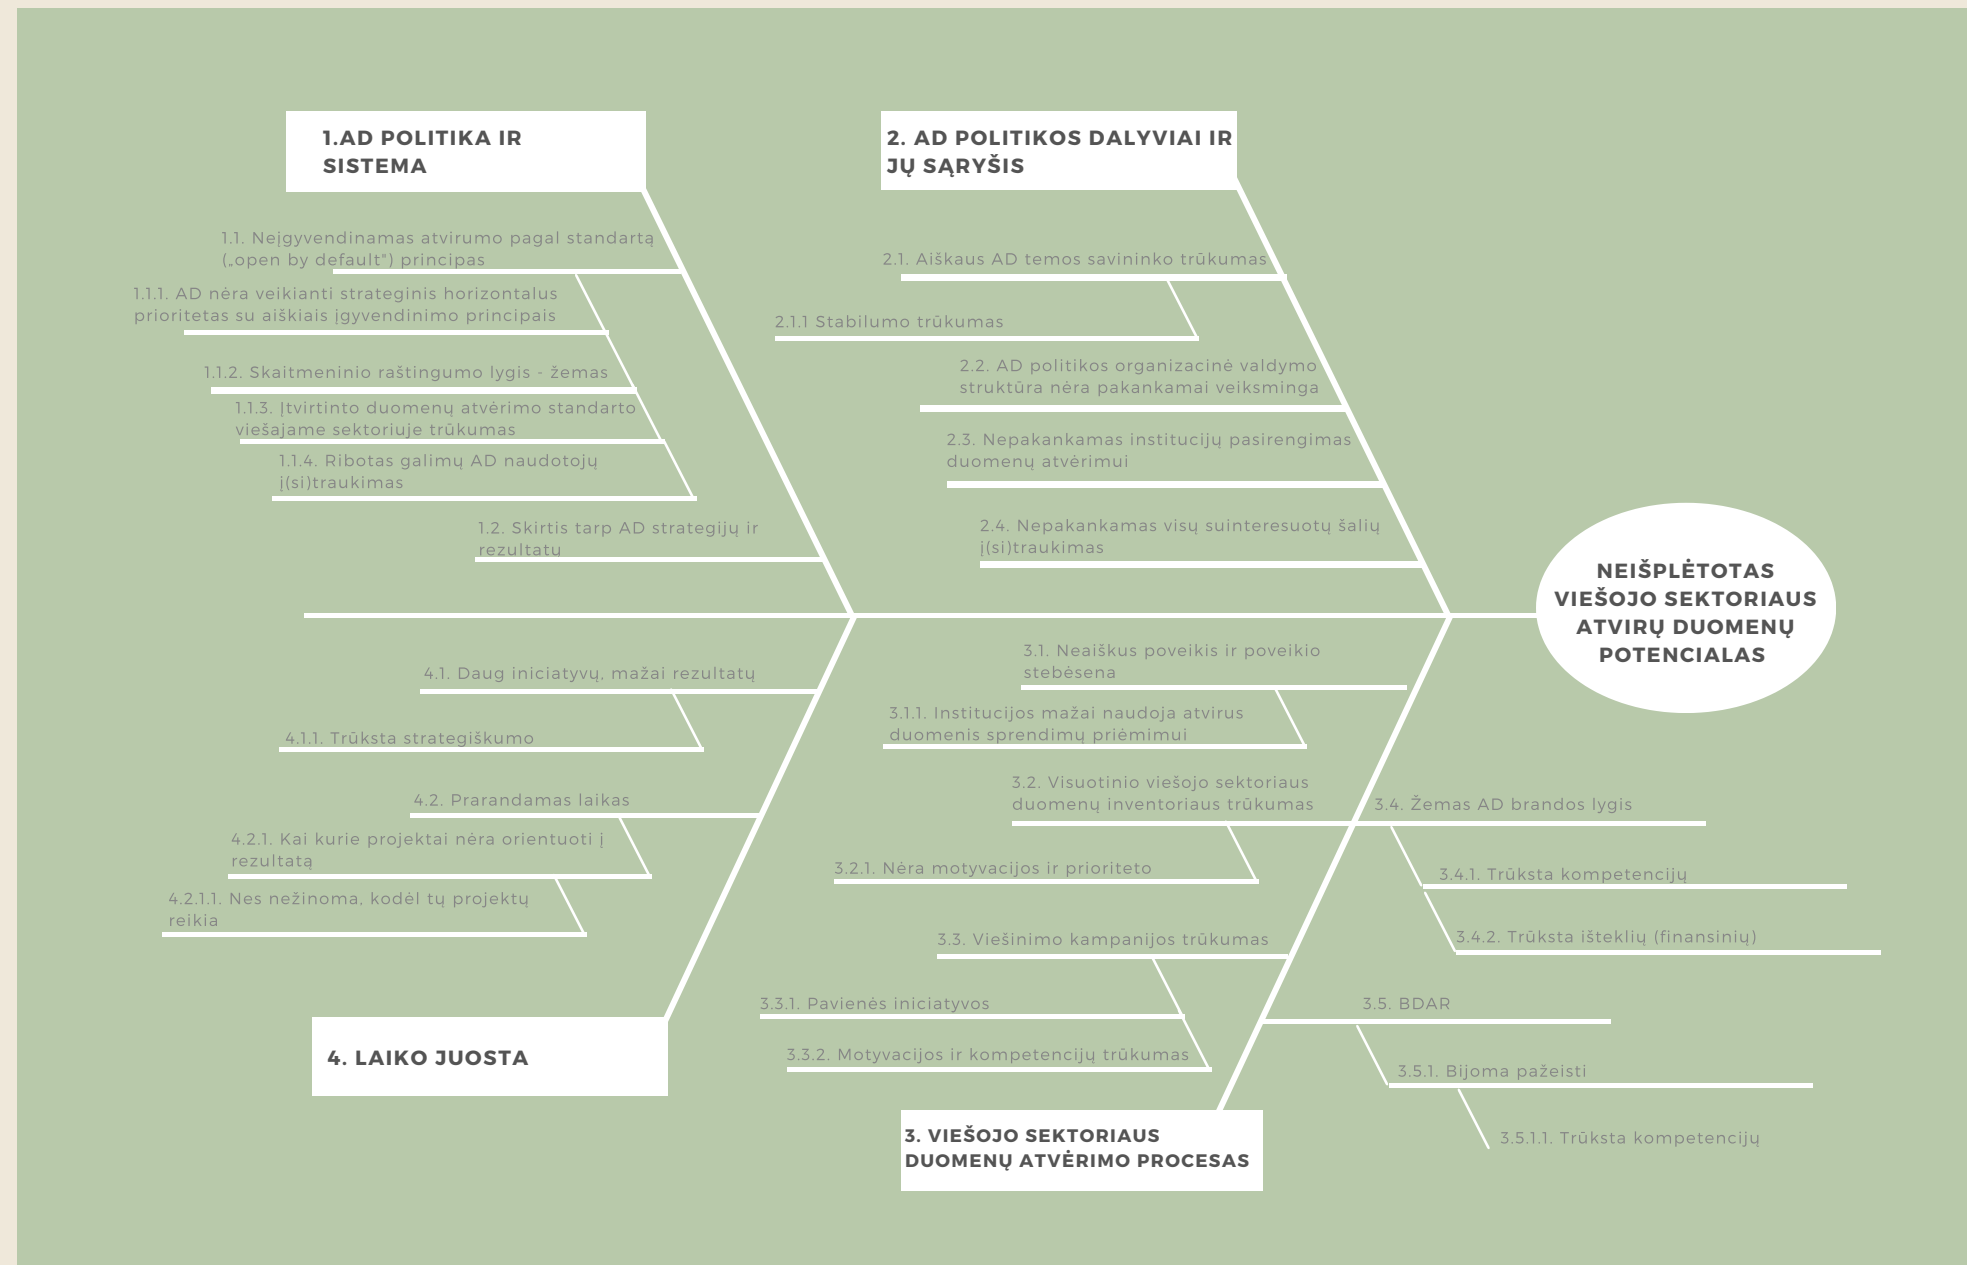 1.AD POLITIKA IR
SISTEMA
1.1. Neįgyvendinamas atvirumo pagal standartą
(„open by default") principas
1.1.1. AD nėra veikianti strateginis horizontalus
prioritetas su aiškiais įgyvendinimo principais
1.1.2. Skaitmeninio raštingumo lygis - žemas
1.1.3. Įtvirtinto duomenų atvėrimo standarto
viešajame sektoriuje trūkumas
1.1.4. Ribotas galimų AD naudotojų
į(si)traukimas
1.2. Skirtis tarp AD strategijų ir
rezultatų
2. AD POLITIKOS DALYVIAI IR
JŲ SĄRYŠIS
2.1. Aiškaus AD temos savininko trūkumas
2.1.1 Stabilumo trūkumas
2.2. AD politikos organizacinė valdymo
struktūra nėra pakankamai veiksminga
2.3. Nepakankamas institucijų pasirengimas
duomenų atvėrimui
2.4. Nepakankamas visų suinteresuotų šalių
į(si)traukimas
NEIŠPLĖTOTAS
VIEŠOJO SEKTORIAUS
ATVIRŲ DUOMENŲ
POTENCIALAS
4.1. Daug iniciatyvų, mažai rezultatų
4.1.1. Trūksta strategiškumo
4.2. Prarandamas laikas
4.2.1. Kai kurie projektai nėra orientuoti į
rezultatą
4.2.1.1. Nes nežinoma, kodėl tų projektų
reikia
4. LAIKO JUOSTA
3.1. Neaiškus poveikis ir poveikio
stebėsena
3.1.1. Institucijos mažai naudoja atvirus
duomenis sprendimų priėmimui
3.2. Visuotinio viešojo sektoriaus
duomenų inventoriaus trūkumas
3.2.1. Nėra motyvacijos ir prioriteto
3.3. Viešinimo kampanijos trūkumas
3.3.1. Pavienės iniciatyvos
3.3.2. Motyvacijos ir kompetencijų trūkumas
3.4. Žemas AD brandos lygis
3.4.1. Trūksta kompetencijų
3.4.2. Trūksta išteklių (finansinių)
3.5. BDAR
3.5.1. Bijoma pažeisti
3.5.1.1. Trūksta kompetencijų
3. VIEŠOJO SEKTORIAUS
DUOMENŲ ATVĖRIMO PROCESAS